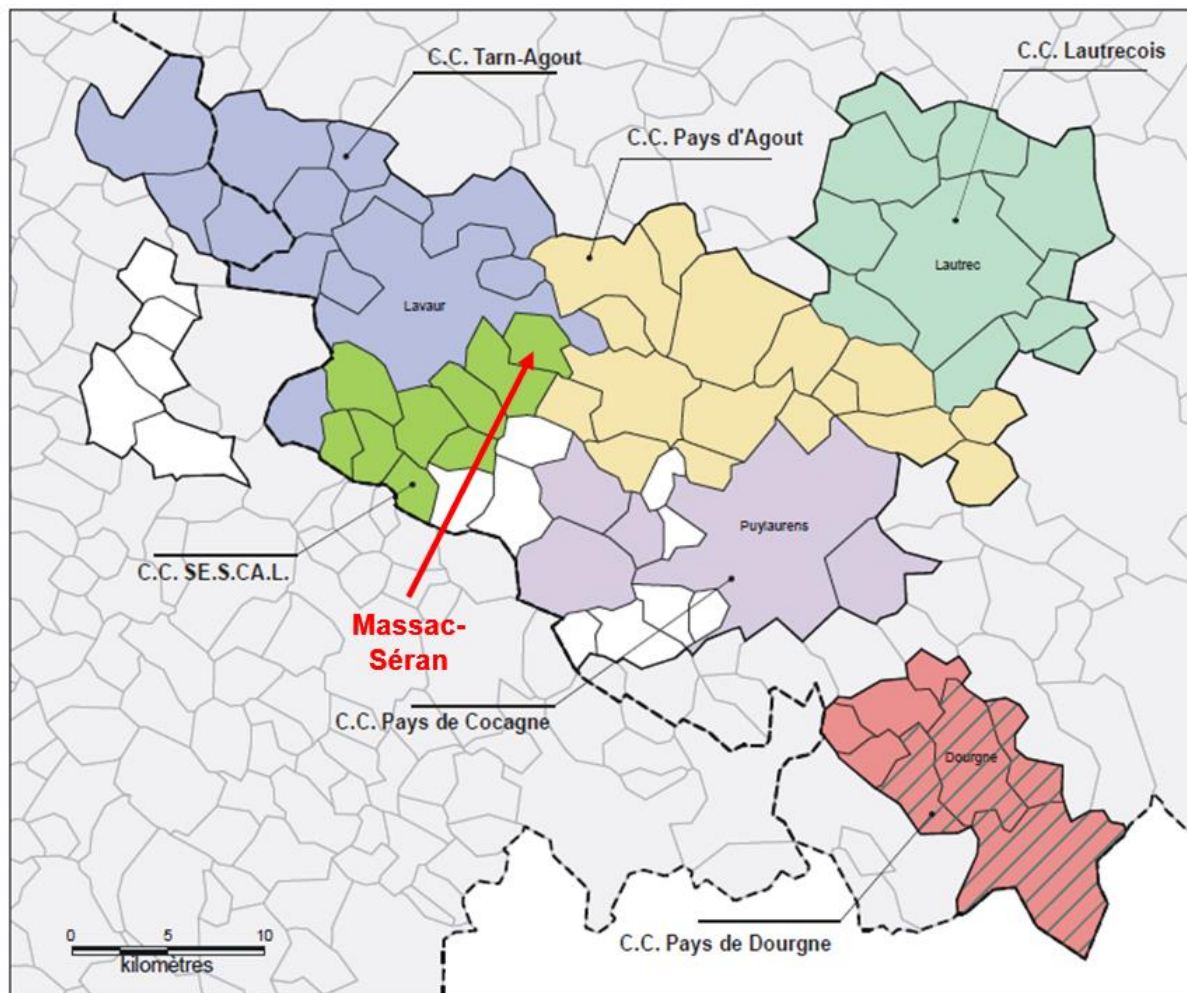 C.C. Tarn-Agout
C.C. Lautrecois
C.C. Pays d'Agout
Lautrec
Lavaur
Puylaurens
C.C. SE.S.CA.L.
Massac-
Séran
C.C. Pays de Cocagne
Dourgne
C.C. Pays de Dourgne
0 5 10
kilomètres